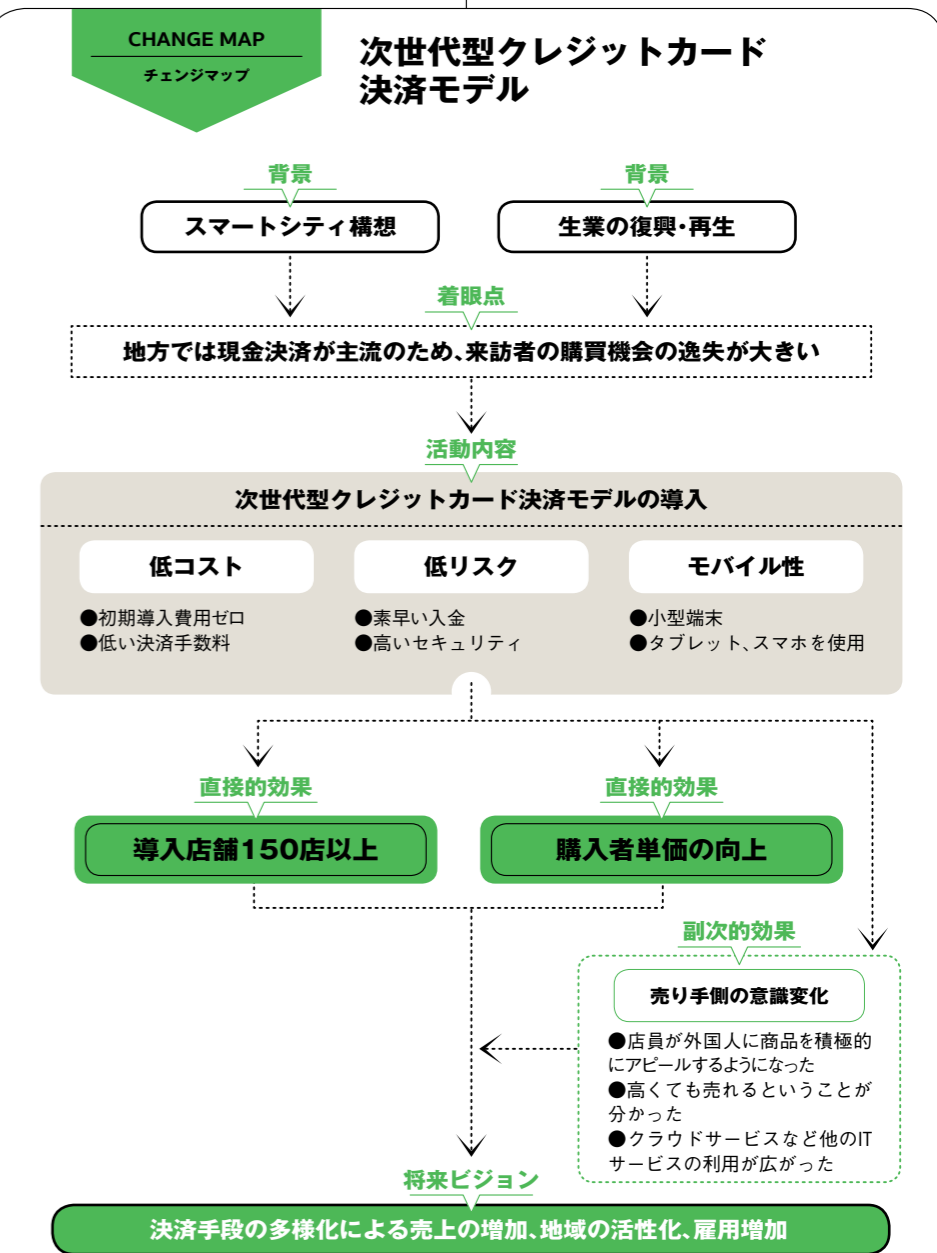 CHANGE MAP
チェンジマップ
次世代型クレジットカード
決済モデル
背景
背景
スマートシティ構想
生業の復興・再生
着眼点
地方では現金決済が主流のため、来訪者の購買機会の逸失が大きい
活動内容
次世代型クレジットカード決済モデルの導入
低コスト
●初期導入費用ゼロ
●低い決済手数料
低リスク
●素早い入金
●高いセキュリティ
モバイル性
●小型端末
●タブレット、スマホを使用
直接的効果
導入店舗150店以上
直接的効果
購入者単価の向上
副次的効果
売り手側の意識変化
●店員が外国人に商品を積極的
にアピールするようになった
●高くても売れるということが
分かった
●クラウドサービスなど他のIT
サービスの利用が広がった
将来ビジョン
決済手段の多様化による売上の増加、地域の活性化、雇用増加